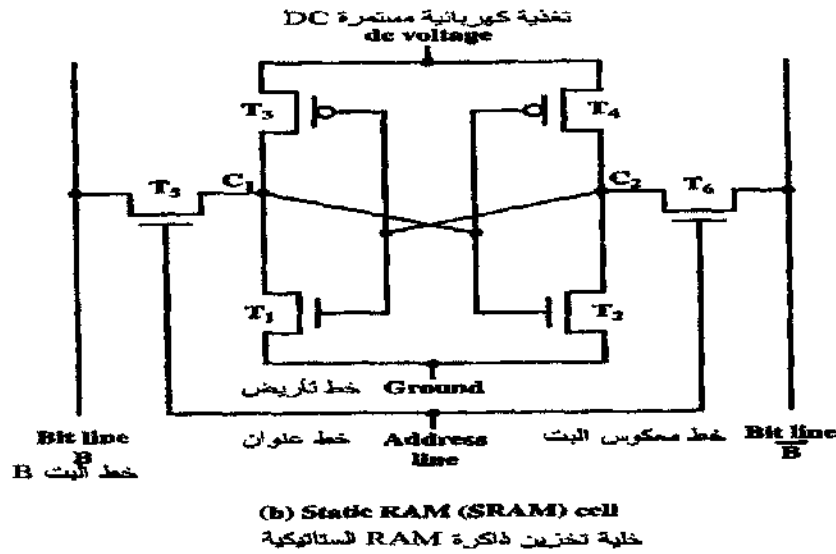 تغذية كهربائية مستمرة DC
dc voltage
T3
T4
T5
C1
C2
T6
T1
T2
خط تأريض Ground
Bit line
B
خط البت B
خط علوان Address
line
خط معكوس البت
Bit line
B
(b) Static RAM (SRAM) cell
خلية تخزين ذاكرة RAM الستاتيكية